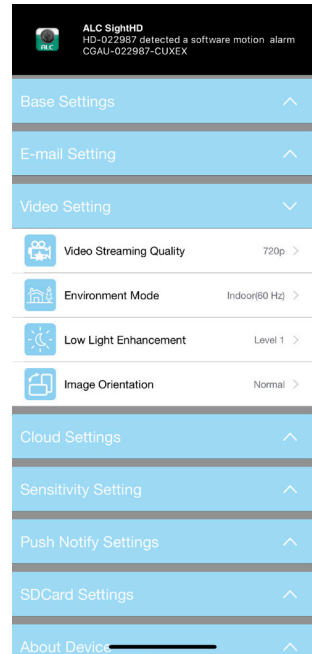 ALC
ALC SightHD
HD-022987 detected a software motion alarm
CGAU-022987-CUXEX
Base Settings
E-mail Setting
Video Setting
Video Streaming Quality 720p
Environment Mode Indoor(60 Hz)
Low Light Enhancement Level 1
Image Orientation Normal
Cloud Settings
Sensitivity Setting
Push Notify Settings
SDCard Settings
About Device